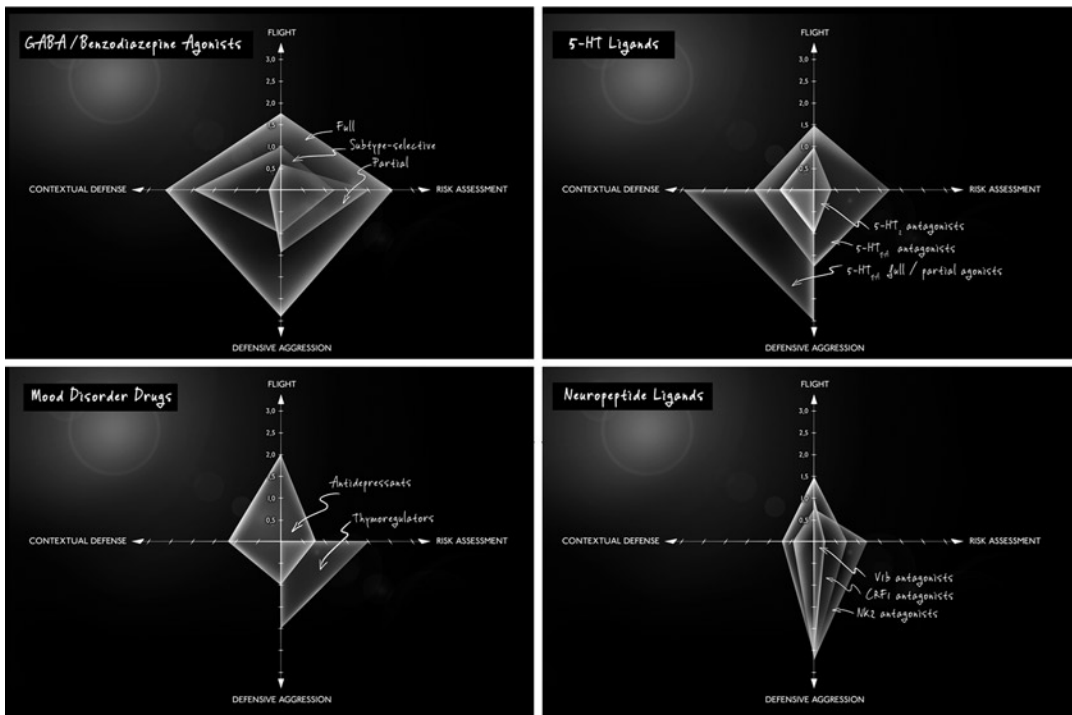 GABA/Benzodiazepine Agonists
FLIGHT
3,0
2,5
2,0
1,5
1,0
0,5
Full
Subtype-selective
Partial
CONTEXTUAL DEFENSE
RISK ASSESSMENT
DEFENSIVE AGGRESSION
5-HT Ligands
FLIGHT
3,0
2,5
2,0
1,5
1,0
0,5
CONTEXTUAL DEFENSE
RISK ASSESSMENT
5-HT₂ antagonists
5-HT₁ₐ antagonists
5-HT₁ₐ full / partial agonists
DEFENSIVE AGGRESSION
Mood Disorder Drugs
FLIGHT
3,0
2,5
2,0
1,5
1,0
0,5
Antidepressants
Thymoregulators
CONTEXTUAL DEFENSE
RISK ASSESSMENT
DEFENSIVE AGGRESSION
Neuropeptide Ligands
FLIGHT
3,0
2,5
2,0
1,5
1,0
0,5
CONTEXTUAL DEFENSE
RISK ASSESSMENT
V1b antagonists
CRF1 antagonists
NK2 antagonists
DEFENSIVE AGGRESSION